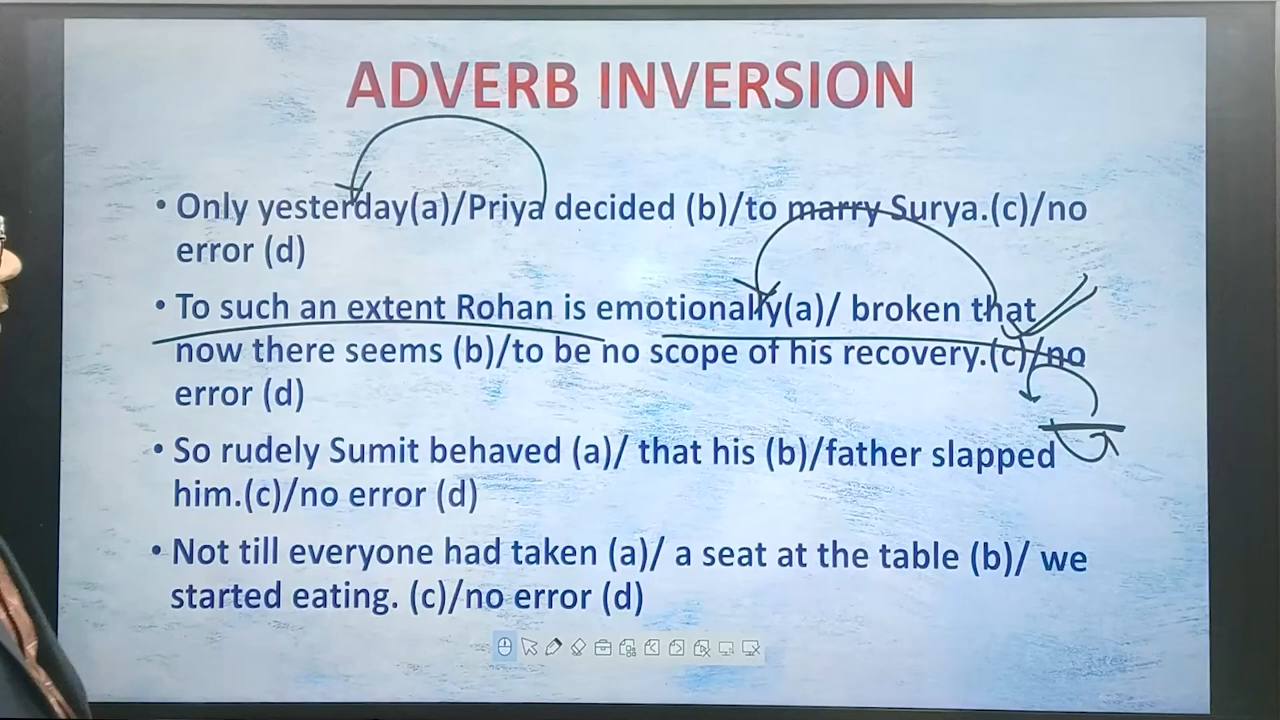 ADVERB INVERSION
• Only yesterday(a)/Priya decided (b)/to marry Surya.(c)/no
error (d)
• To such an extent Rohan is emotionally(a)/ broken that
now there seems (b)/to be no scope of his recovery.(c)/no
error (d)
• So rudely Sumit behaved (a)/ that his (b)/father slapped
him.(c)/no error (d)
• Not till everyone had taken (a)/ a seat at the table (b)/ we
started eating. (c)/no error (d)